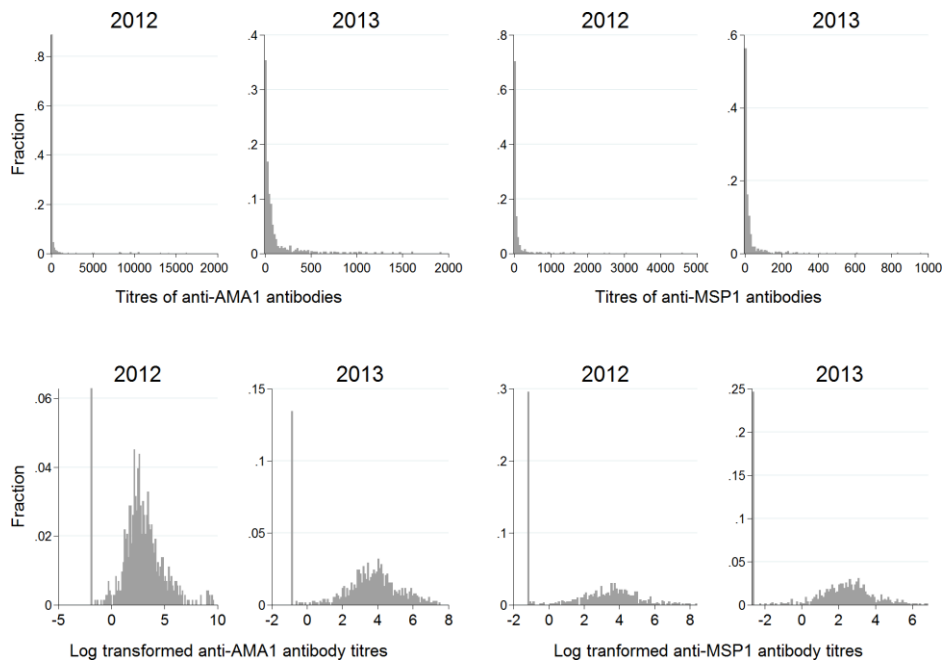 2012 2013 2012 2013
Fraction
.8
.6
.4
.2
0
0 5000 10000 15000 20000
.4
.3
.2
.1
0
0 500 1000 1500 2000
.8
.6
.4
.2
0
0 1000 2000 3000 4000 5000
.6
.4
.2
0
0 200 400 600 800 1000
Titres of anti-AMA1 antibodies Titres of anti-MSP1 antibodies
2012 2013 2012 2013
Fraction
.06
.04
.02
0
-5 0 5 10
.15
.1
.05
0
-2 0 2 4 6 8
.3
.2
.1
0
-2 0 2 4 6 8
.25
.2
.15
.1
.05
0
-2 0 2 4 6
Log transformed anti-AMA1 antibody titres Log tranformed anti-MSP1 antibody titres